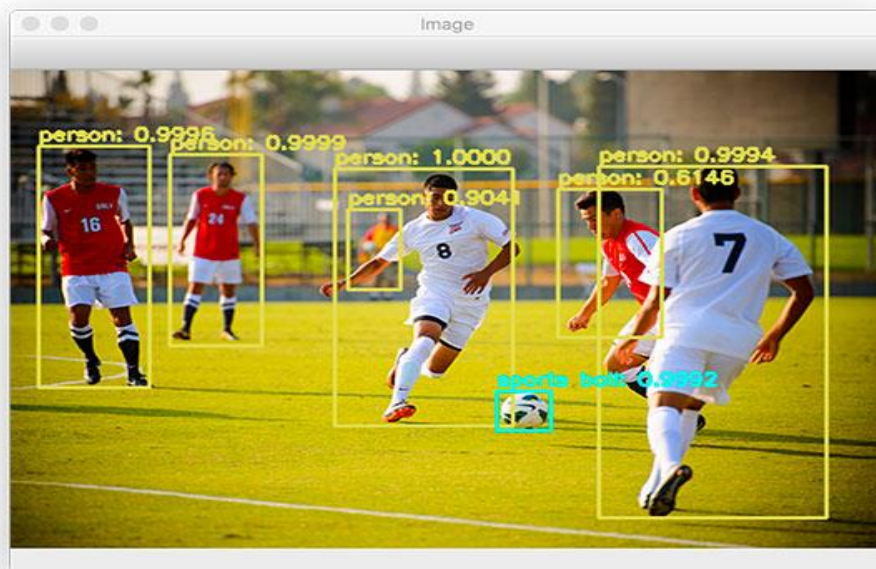 Image
person: 0.9996
person: 0.9999
person: 1.0000
person: 0.9994
person: 0.6146
person: 0.9041
16
24
8
7
sports ball: 0.9992